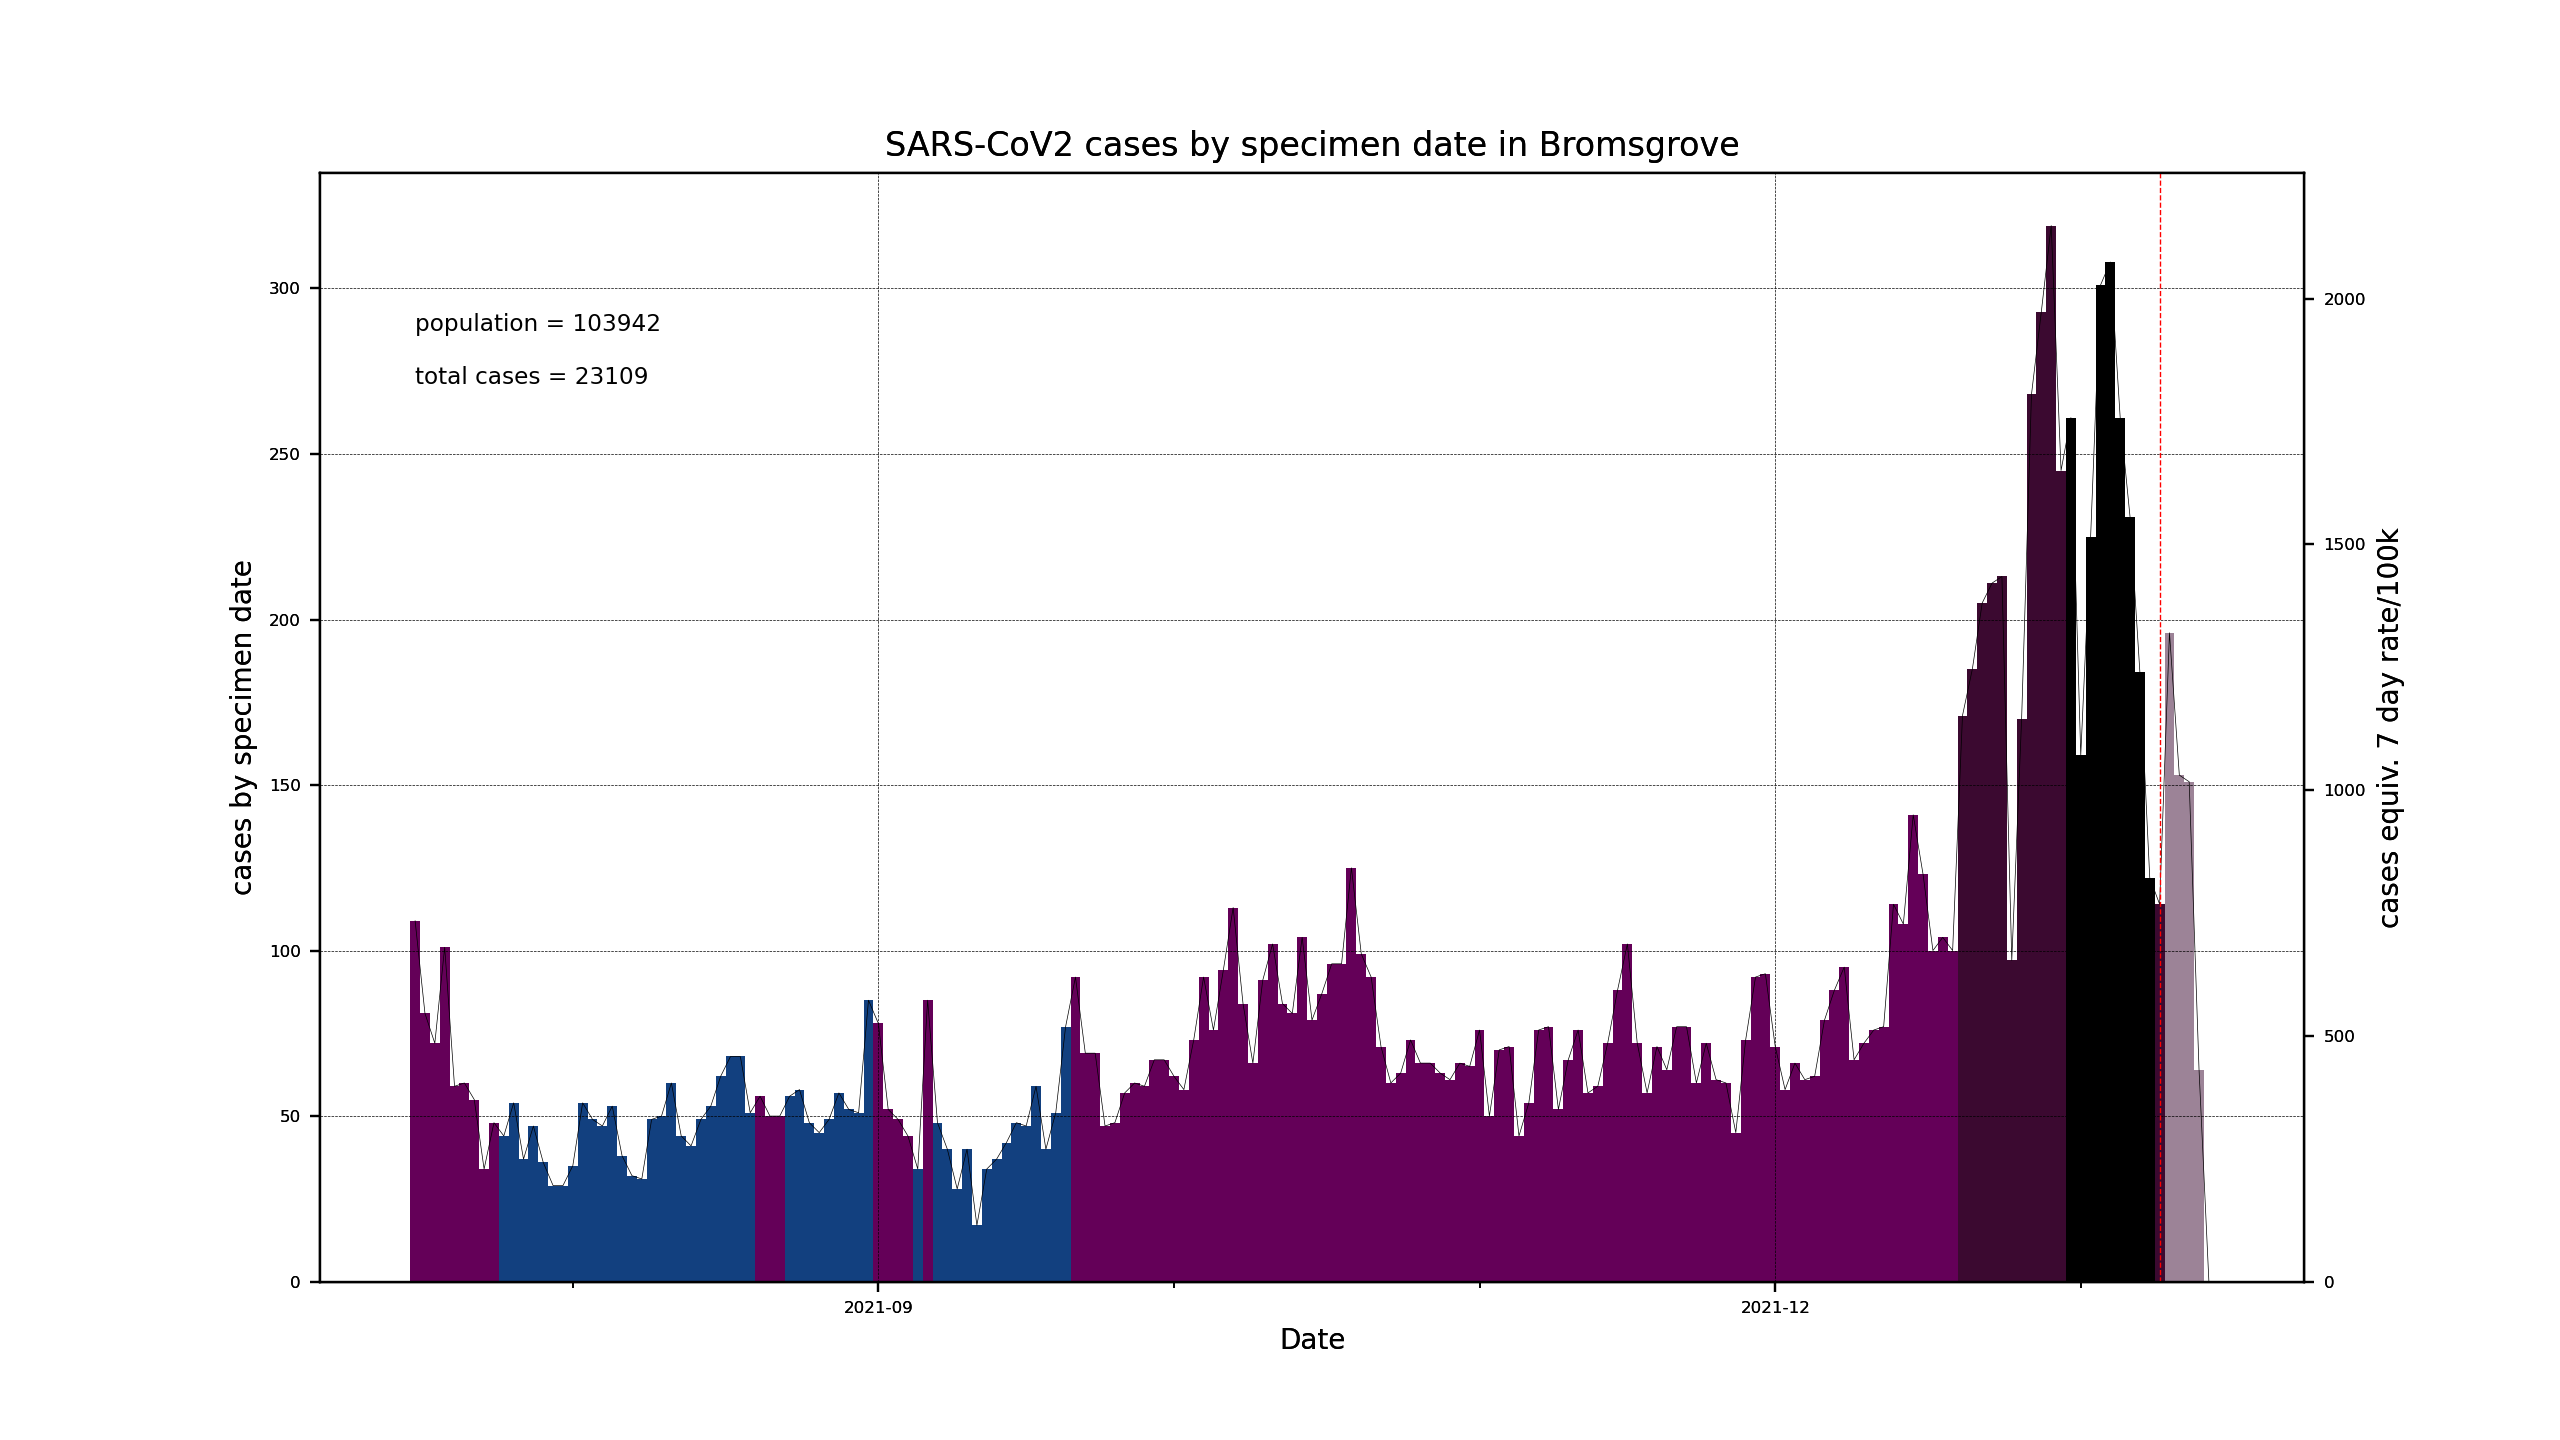 SARS-CoV2 cases by specimen date in Bromsgrove
population = 103942
total cases = 23109
cases by specimen date
300
250
200
150
100
50
0
2000
1500
1000
500
0
cases equiv. 7 day rate/100k
2021-09
2021-12
Date